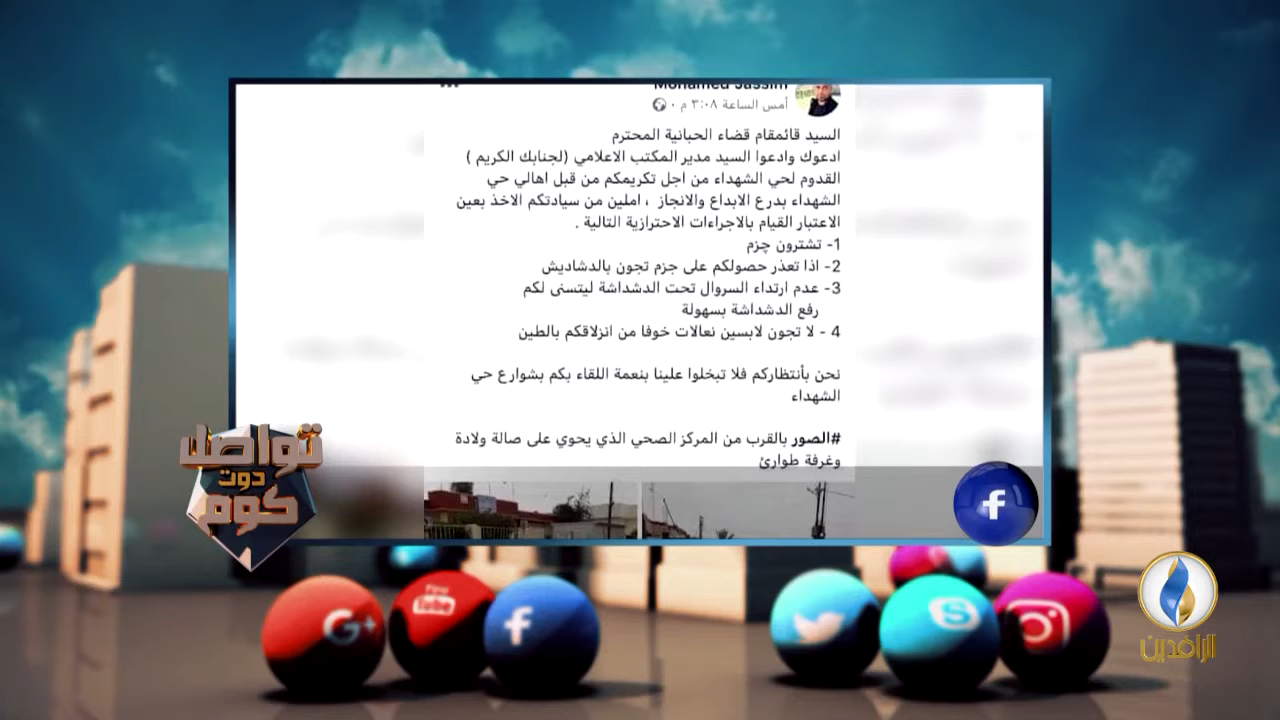 Mohamed Jassim
أمس الساعة ٣:٠٨ م
السيد قائممقام قضاء الحبانية المحترم
ادعوك وادعوا السيد مدير المكتب الاعلامي (لجنابك الكريم )
القدوم لحي الشهداء من اجل تكريمكم من قبل اهالي حي
الشهداء بدرع الابداع والانجاز ، املين من سيادتكم الاخذ بعين
الاعتبار القيام بالاجراءات الاحترازية التالية .
1- تشترون چزم
2- اذا تعذر حصولكم على جزم تجون بالدشاديش
3- عدم ارتداء السروال تحت الدشداشة ليتسنى لكم
رفع الدشداشة بسهولة
4 - لا تجون لابسين نعالات خوفا من انزلاقكم بالطين
نحن بأنتظاركم فلا تبخلوا علينا بنعمة اللقاء بكم بشوارع حي
الشهداء
#الصور بالقرب من المركز الصحي الذي يحوي على صالة ولادة
وغرفة طوارئ
تواصل
دوت
كوم
f
G+
You
Tube
f
S
الرافدين